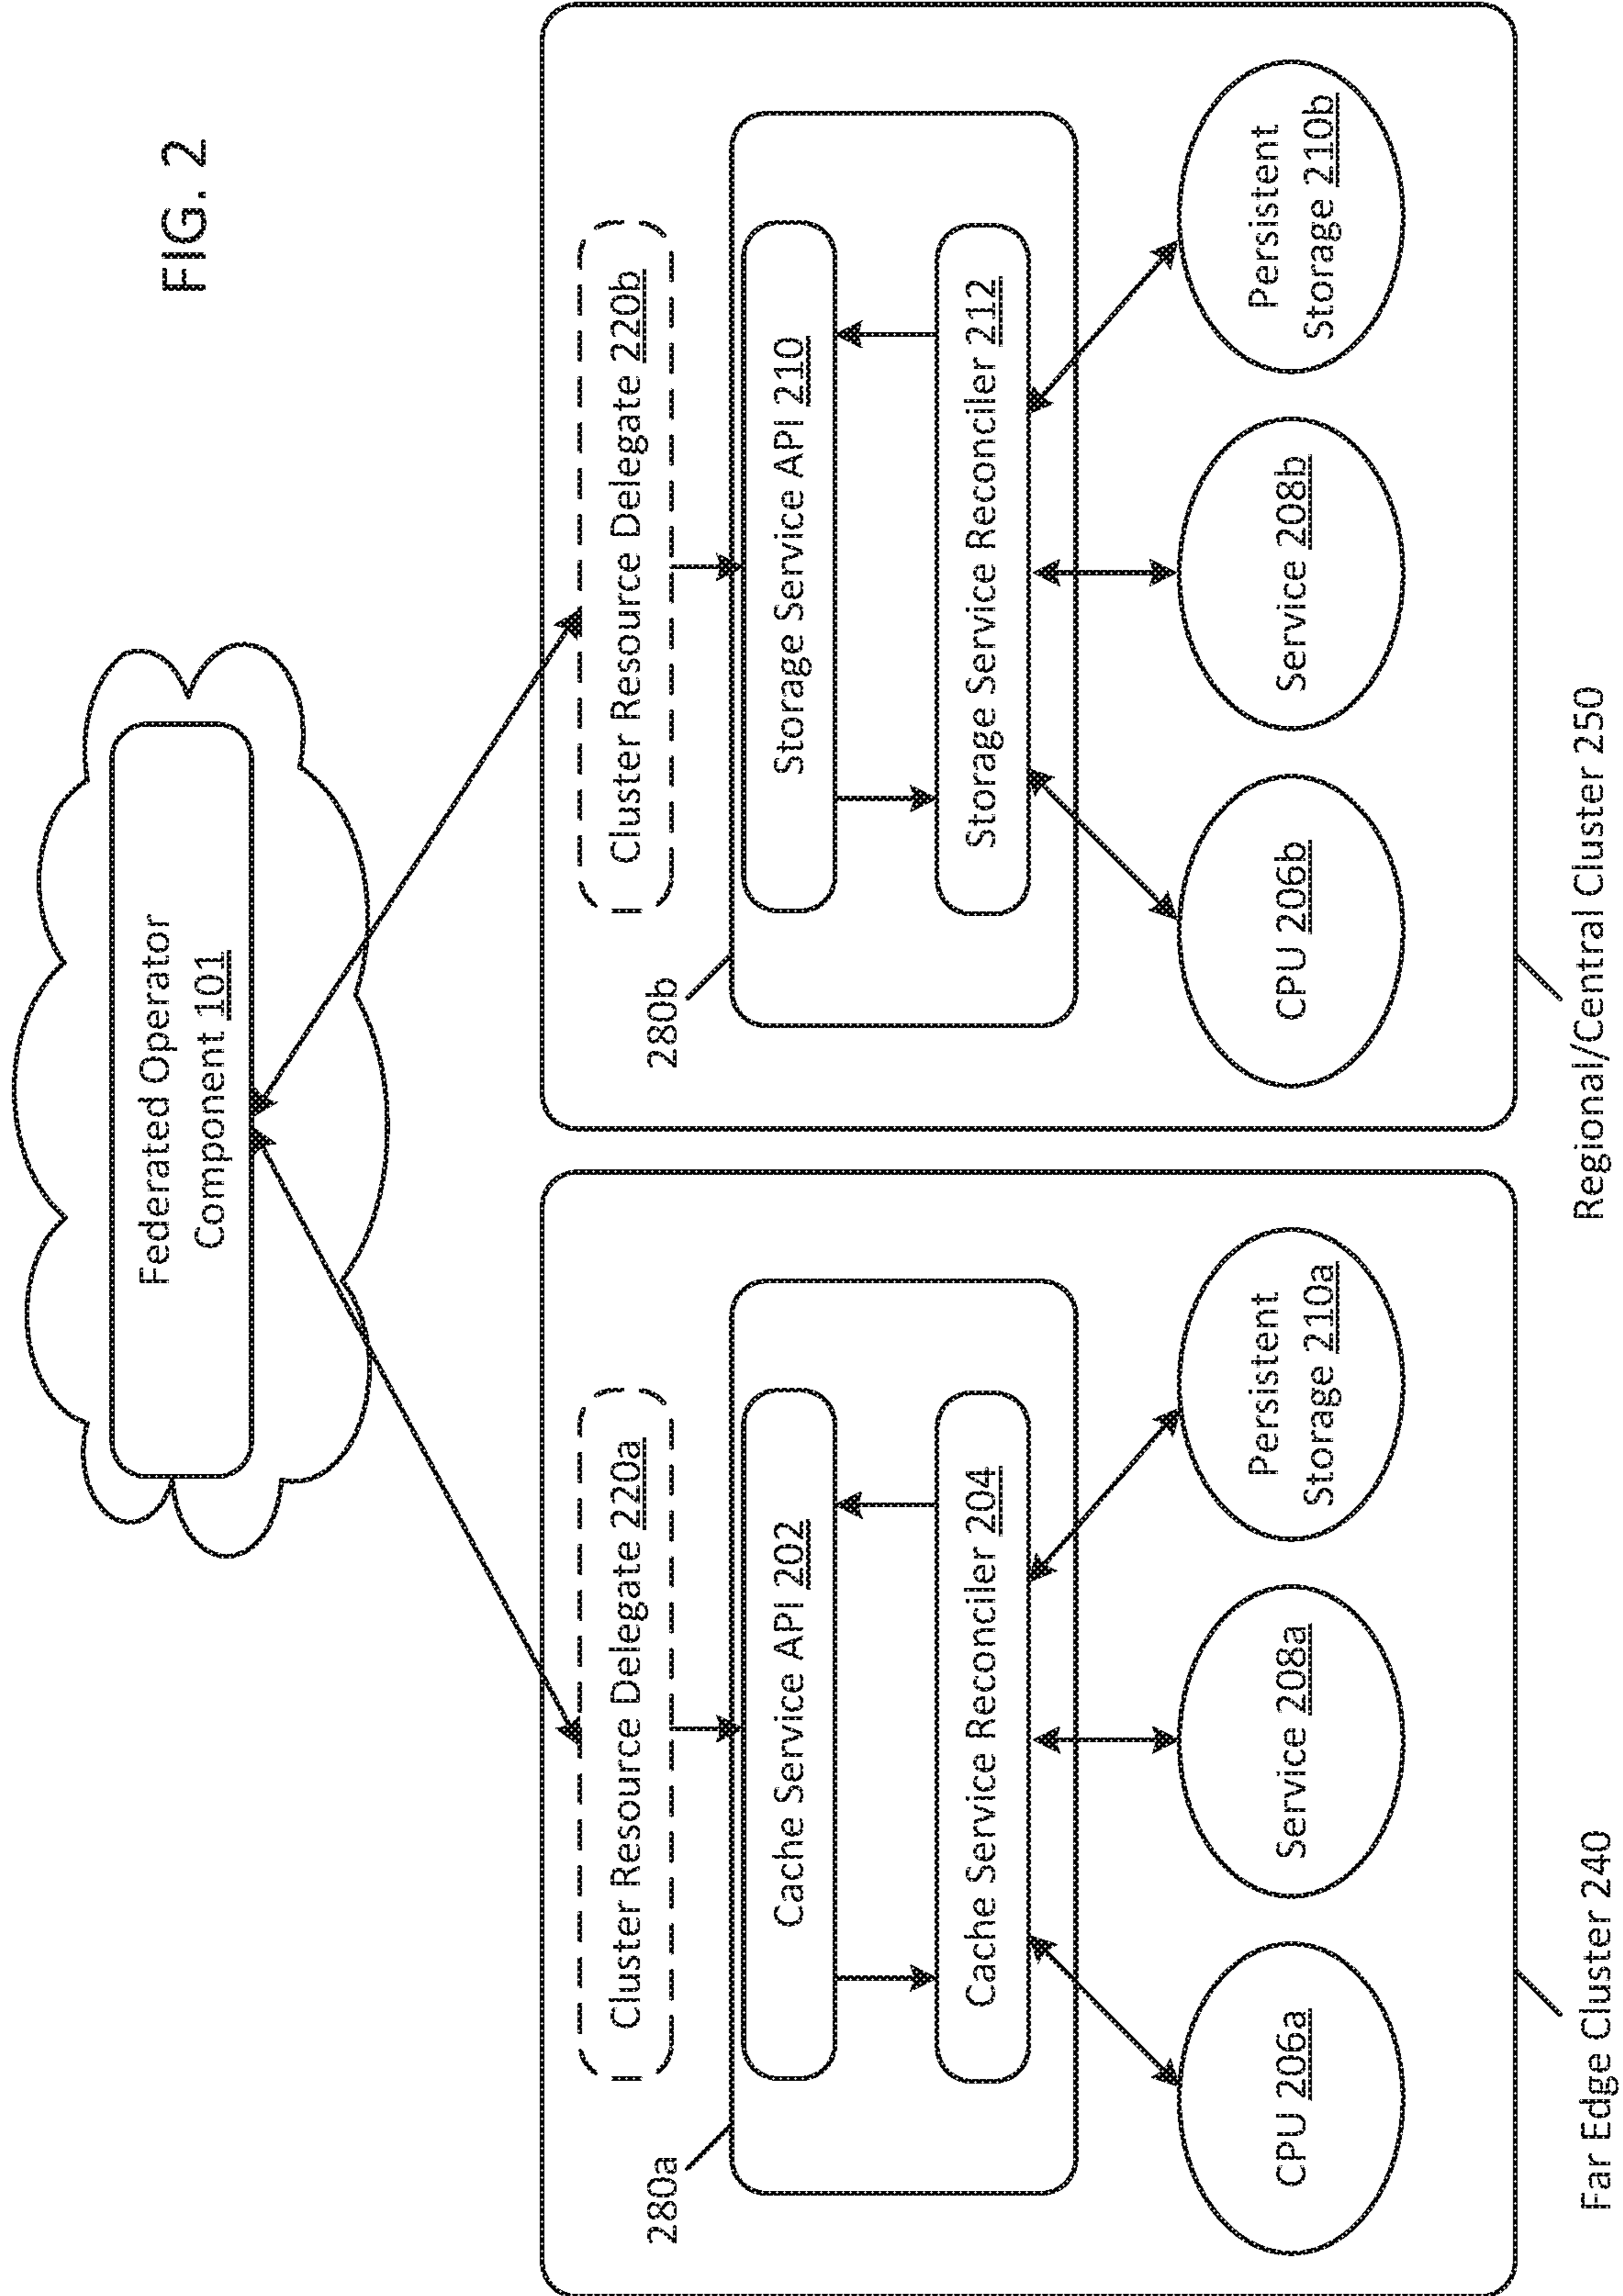 FIG. 2
Federated Operator
Component 101
280a
Cluster Resource Delegate 220a
Cache Service API 202
Cache Service Reconciler 204
CPU 206a
Service 208a
Persistent
Storage 210a
Far Edge Cluster 240
280b
Cluster Resource Delegate 220b
Storage Service API 210
Storage Service Reconciler 212
CPU 206b
Service 208b
Persistent
Storage 210b
Regional/Central Cluster 250